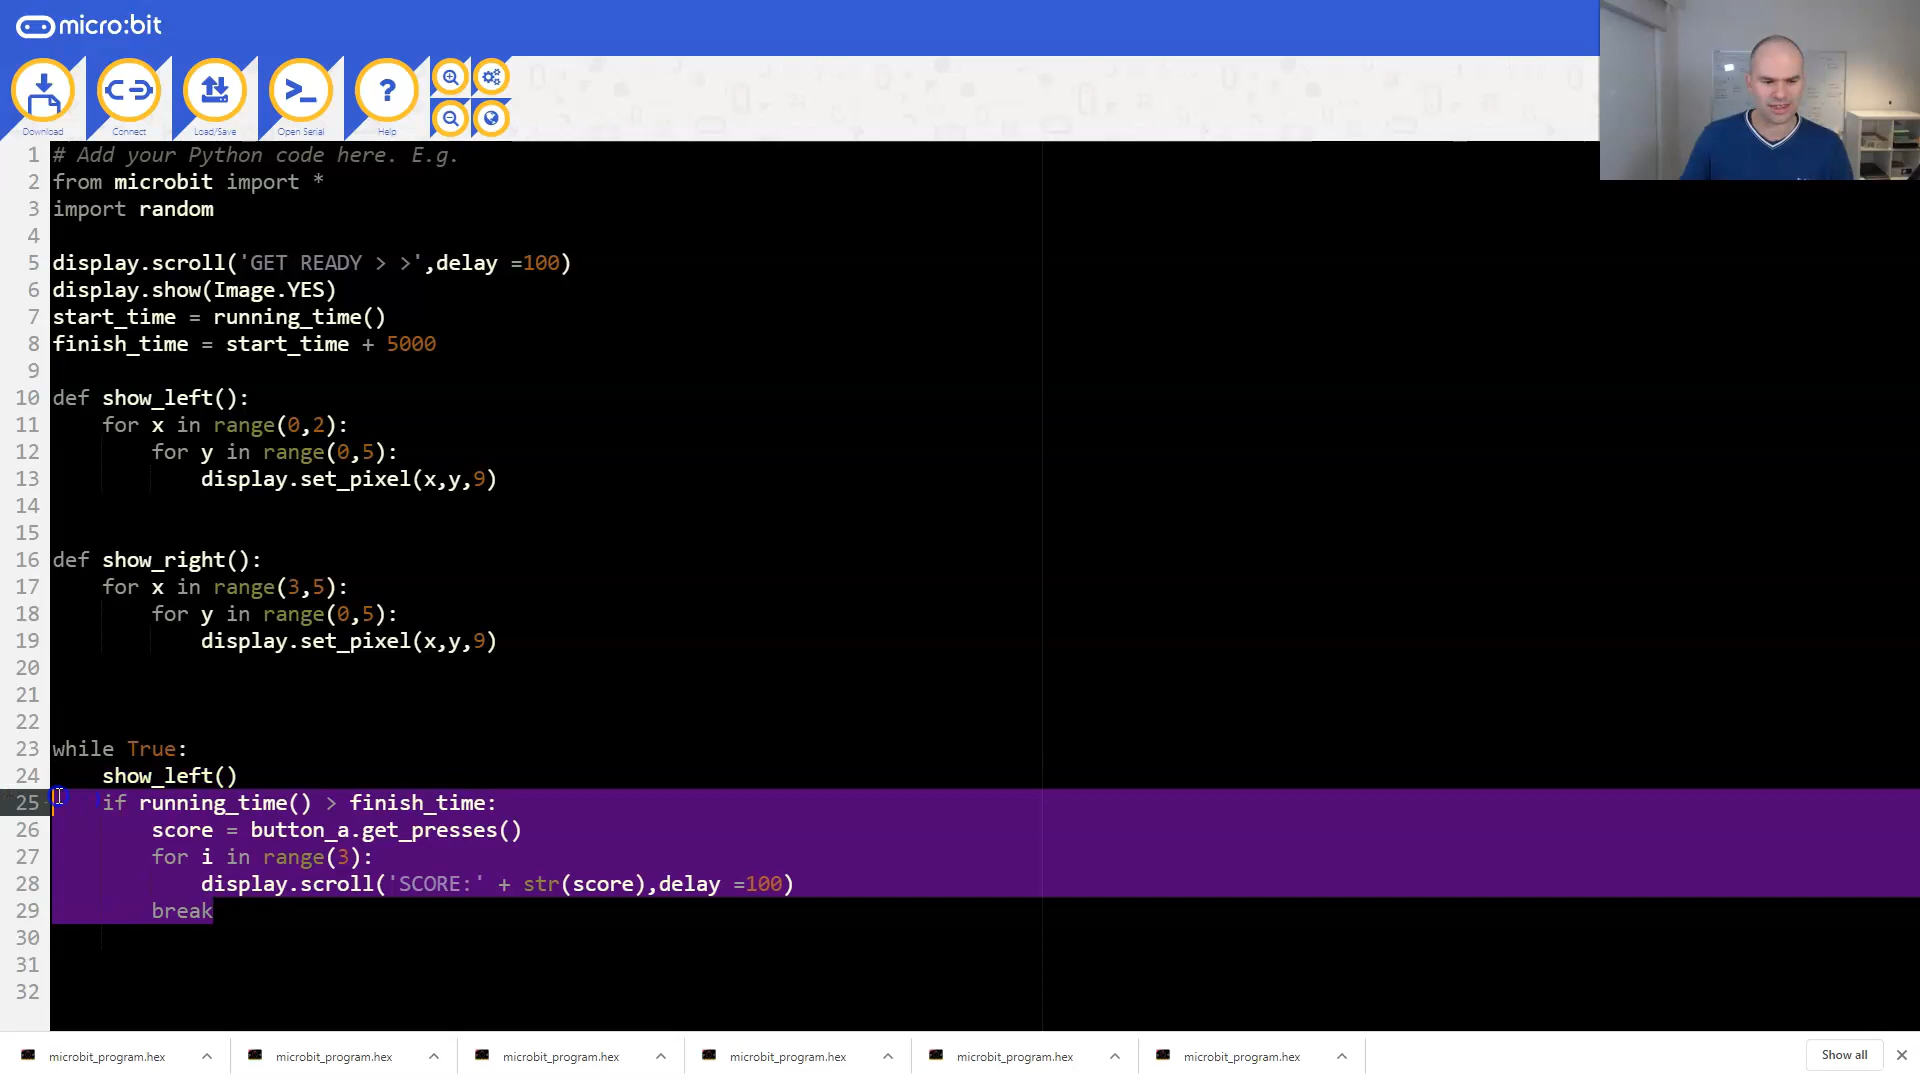 micro:bit
Download
Connect
Load/Save
Open Serial
Help
1 # Add your Python code here. E.g.
2 from microbit import *
3 import random
4
5 display.scroll('GET READY > >',delay =100)
6 display.show(Image.YES)
7 start_time = running_time()
8 finish_time = start_time + 5000
9
10 def show_left():
11     for x in range(0,2):
12         for y in range(0,5):
13             display.set_pixel(x,y,9)
14
15
16 def show_right():
17     for x in range(3,5):
18         for y in range(0,5):
19             display.set_pixel(x,y,9)
20
21
22
23 while True:
24     show_left()
25     if running_time() > finish_time:
26         score = button_a.get_presses()
27         for i in range(3):
28             display.scroll('SCORE:' + str(score),delay =100)
29         break
30
31
32
microbit_program.hex
microbit_program.hex
microbit_program.hex
microbit_program.hex
microbit_program.hex
microbit_program.hex
Show all